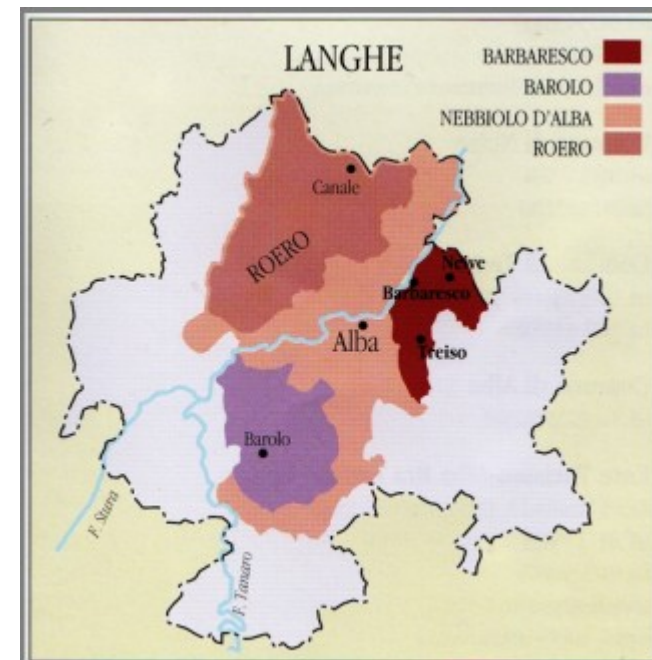 LANGHE
BARBARESCO
BAROLO
NEBBIOLO D'ALBA
ROERO
Canale
ROERO
Neive
Barbaresco
Alba
Treiso
Barolo
F. Stura
F. Tanaro